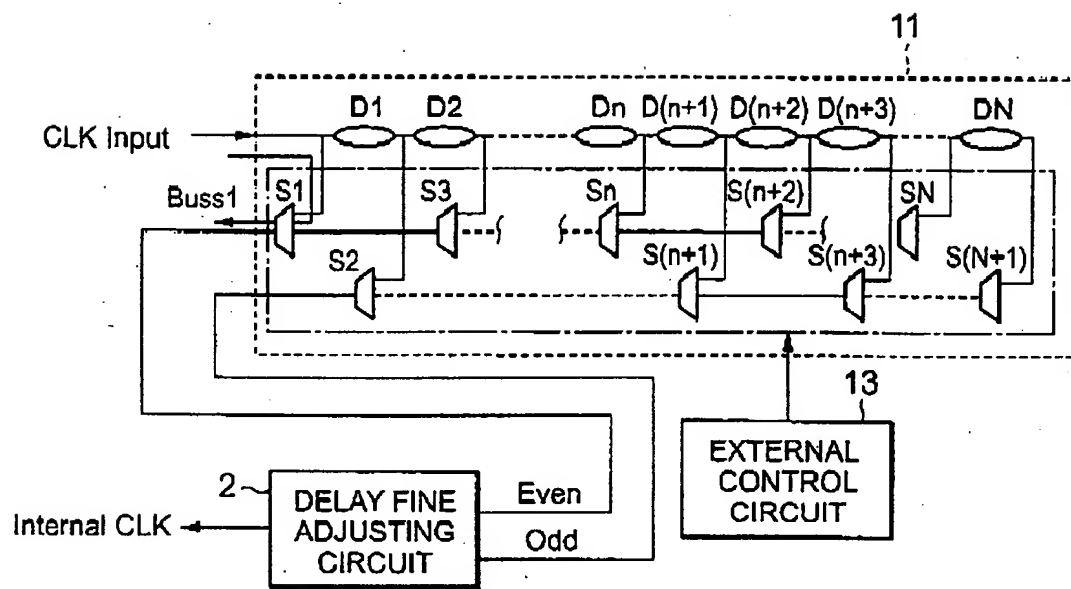 11
D1 D2 Dn D(n+1) D(n+2) D(n+3) DN
CLK Input
Buss1 S1 S3 Sn S(n+2) SN
S2 S(n+1) S(n+3) S(N+1)
13
EXTERNAL
CONTROL
CIRCUIT
2
DELAY FINE
ADJUSTING
CIRCUIT
Even
Odd
Internal CLK